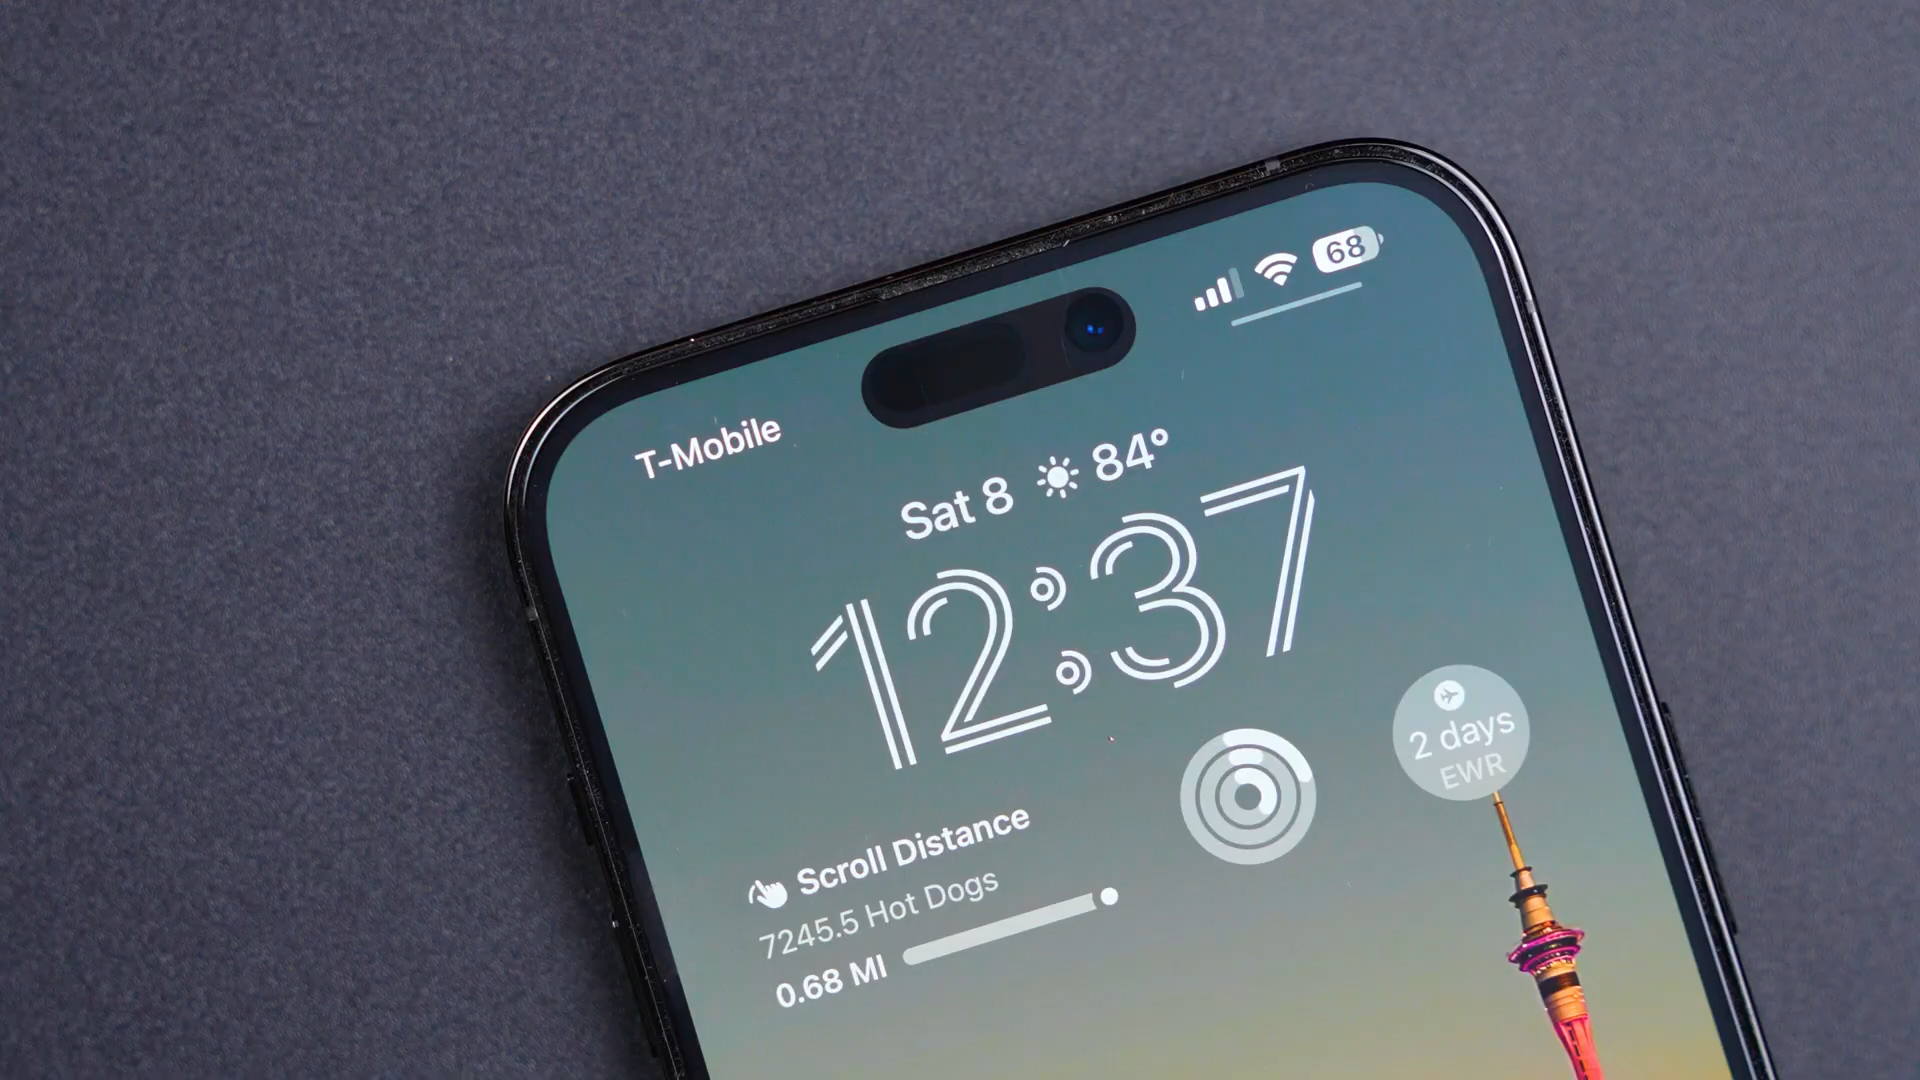 68
T-Mobile
Sat 8 84°
12:37
2 days
EWR
Scroll Distance
7245.5 Hot Dogs
0.68 MI